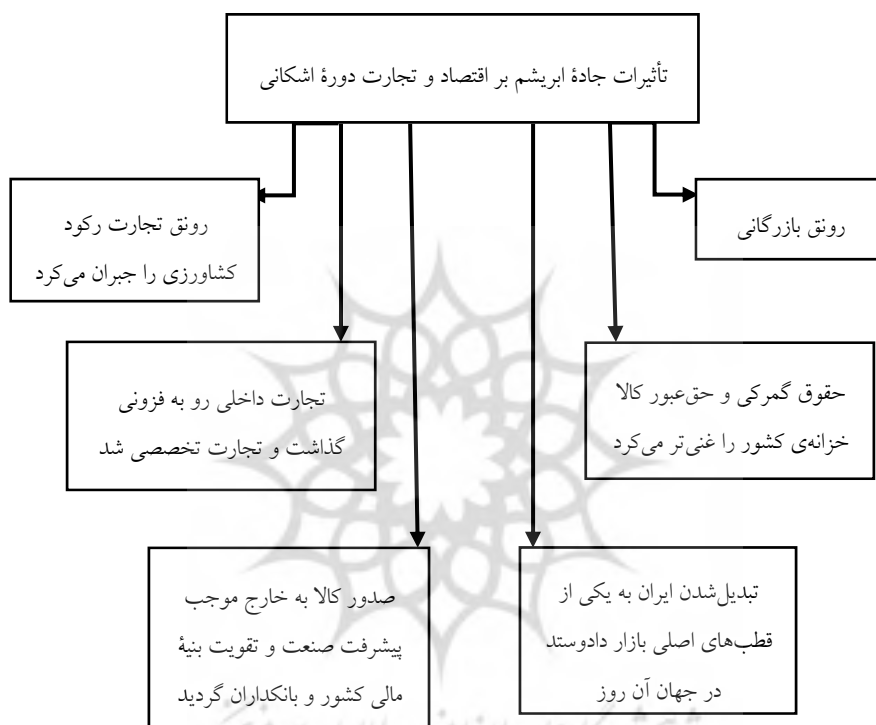 تأثیرات جادهٔ ابریشم بر اقتصاد و تجارت دورهٔ اشکانی
رونق بازرگانی
رونق تجارت رکود
کشاورزی را جبران می‌کرد
حقوق گمرکی و حق‌عبور کالا
خزانه‌ی کشور را غنی‌تر می‌کرد
تجارت داخلی رو به فزونی
گذاشت و تجارت تخصصی شد
تبدیل‌شدن ایران به یکی از
قطب‌های اصلی بازار دادوستد
در جهان آن روز
صدور کالا به خارج موجب
پیشرفت صنعت و تقویت بنیهٔ
مالی کشور و بانکداران گردید